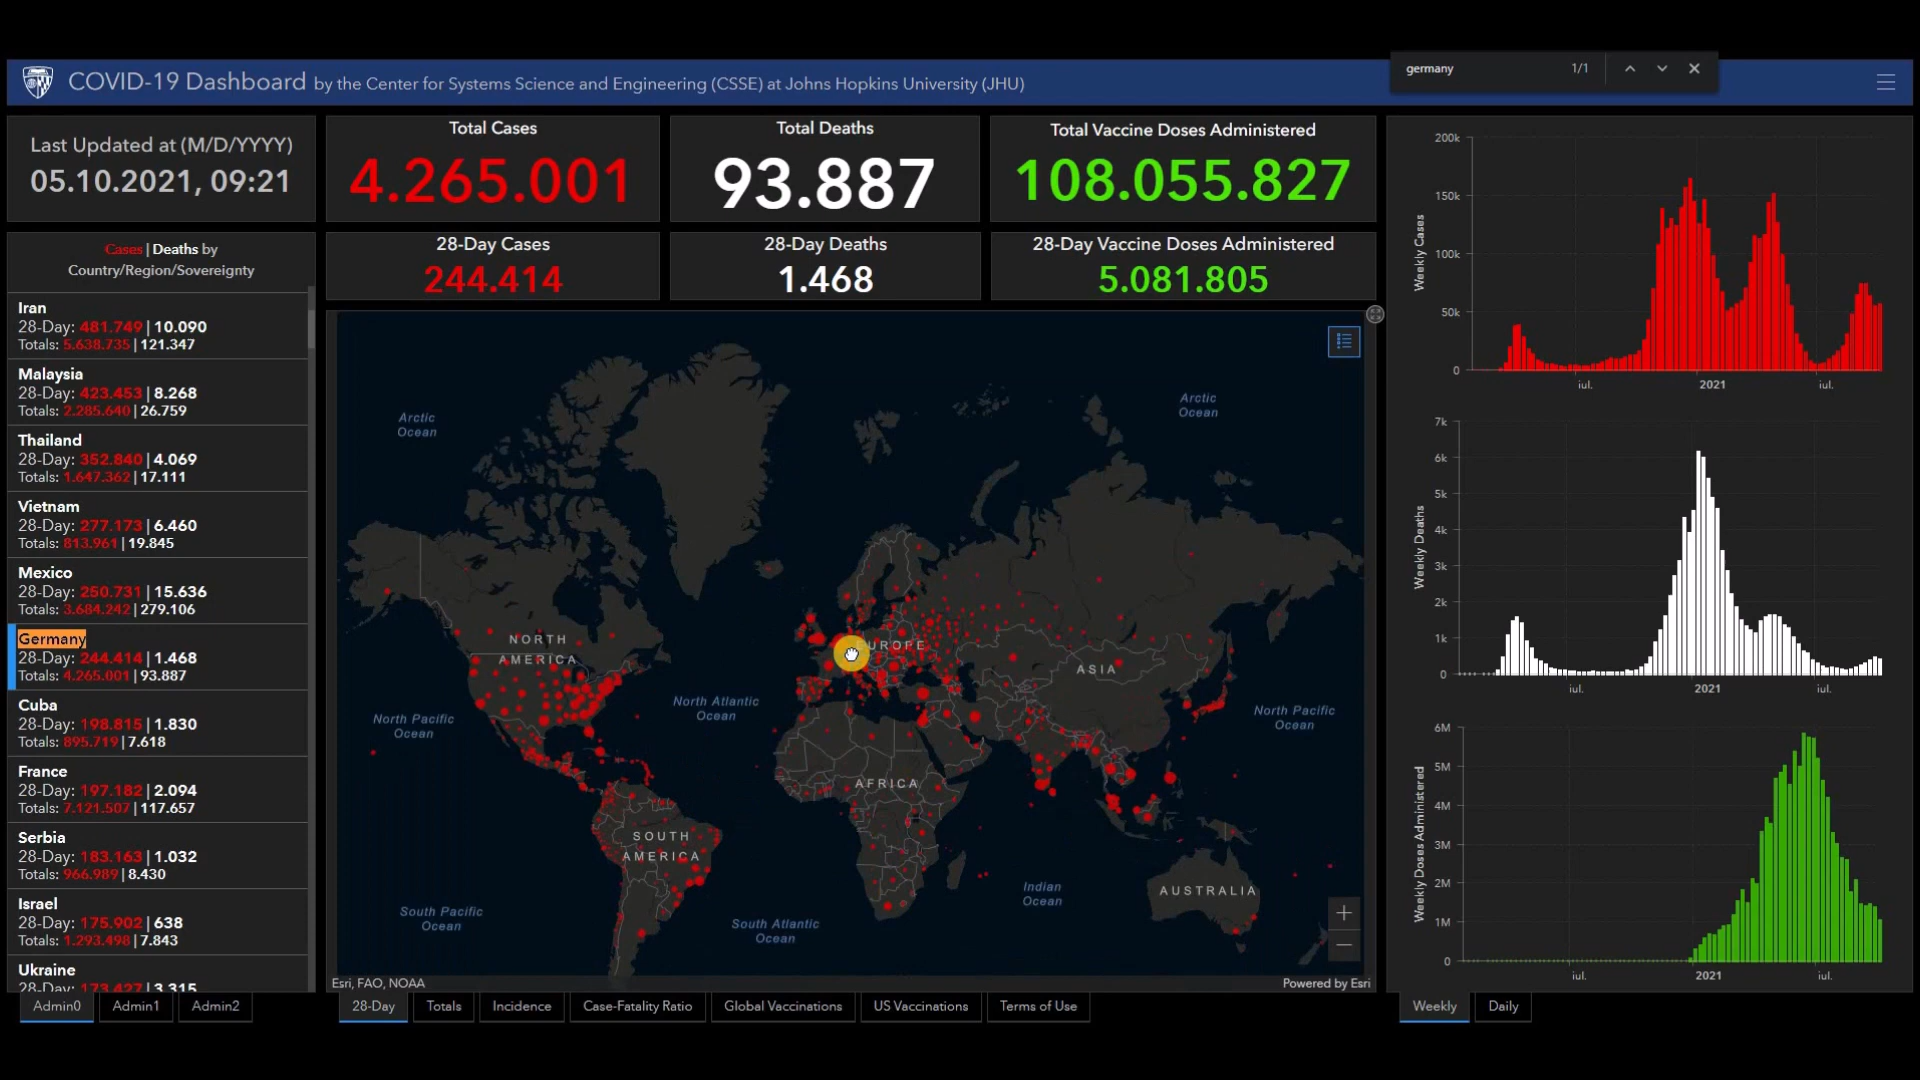 COVID-19 Dashboard by the Center for Systems Science and Engineering (CSSE) at Johns Hopkins University (JHU)
germany
1/1
Last Updated at (M/D/YYYY)
05.10.2021, 09:21
Total Cases
4.265.001
Total Deaths
93.887
Total Vaccine Doses Administered
108.055.827
28-Day Cases
244.414
28-Day Deaths
1.468
28-Day Vaccine Doses Administered
5.081.805
Cases | Deaths by
Country/Region/Sovereignty
Iran
28-Day: 481.749 | 10.090
Totals: 5.638.735 | 121.347
Malaysia
28-Day: 423.453 | 8.268
Totals: 2.285.640 | 26.759
Thailand
28-Day: 352.840 | 4.069
Totals: 1.647.362 | 17.111
Vietnam
28-Day: 277.173 | 6.460
Totals: 813.961 | 19.845
Mexico
28-Day: 250.731 | 15.636
Totals: 3.684.242 | 279.106
Germany
28-Day: 244.414 | 1.468
Totals: 4.265.001 | 93.887
Cuba
28-Day: 198.815 | 1.830
Totals: 895.719 | 7.618
France
28-Day: 197.182 | 2.094
Totals: 7.121.507 | 117.657
Serbia
28-Day: 183.163 | 1.032
Totals: 966.989 | 8.430
Israel
28-Day: 175.902 | 638
Totals: 1.293.498 | 7.843
Ukraine
28-Day: 173.427 | 3.315
Admin0
Admin1
Admin2
Arctic
Ocean
Arctic
Ocean
NORTH
AMERICA
EUROPE
ASIA
North Atlantic
Ocean
North Pacific
Ocean
North Pacific
Ocean
AFRICA
SOUTH
AMERICA
AUSTRALIA
Indian
Ocean
South Pacific
Ocean
South Atlantic
Ocean
+
−
Esri, FAO, NOAA
Powered by Esri
28-Day
Totals
Incidence
Case-Fatality Ratio
Global Vaccinations
US Vaccinations
Terms of Use
Weekly Cases
200k
150k
100k
50k
0
iul.
2021
iul.
Weekly Deaths
7k
6k
5k
4k
3k
2k
1k
0
iul.
2021
iul.
Weekly Doses Administered
6M
5M
4M
3M
2M
1M
0
iul.
2021
iul.
Weekly
Daily